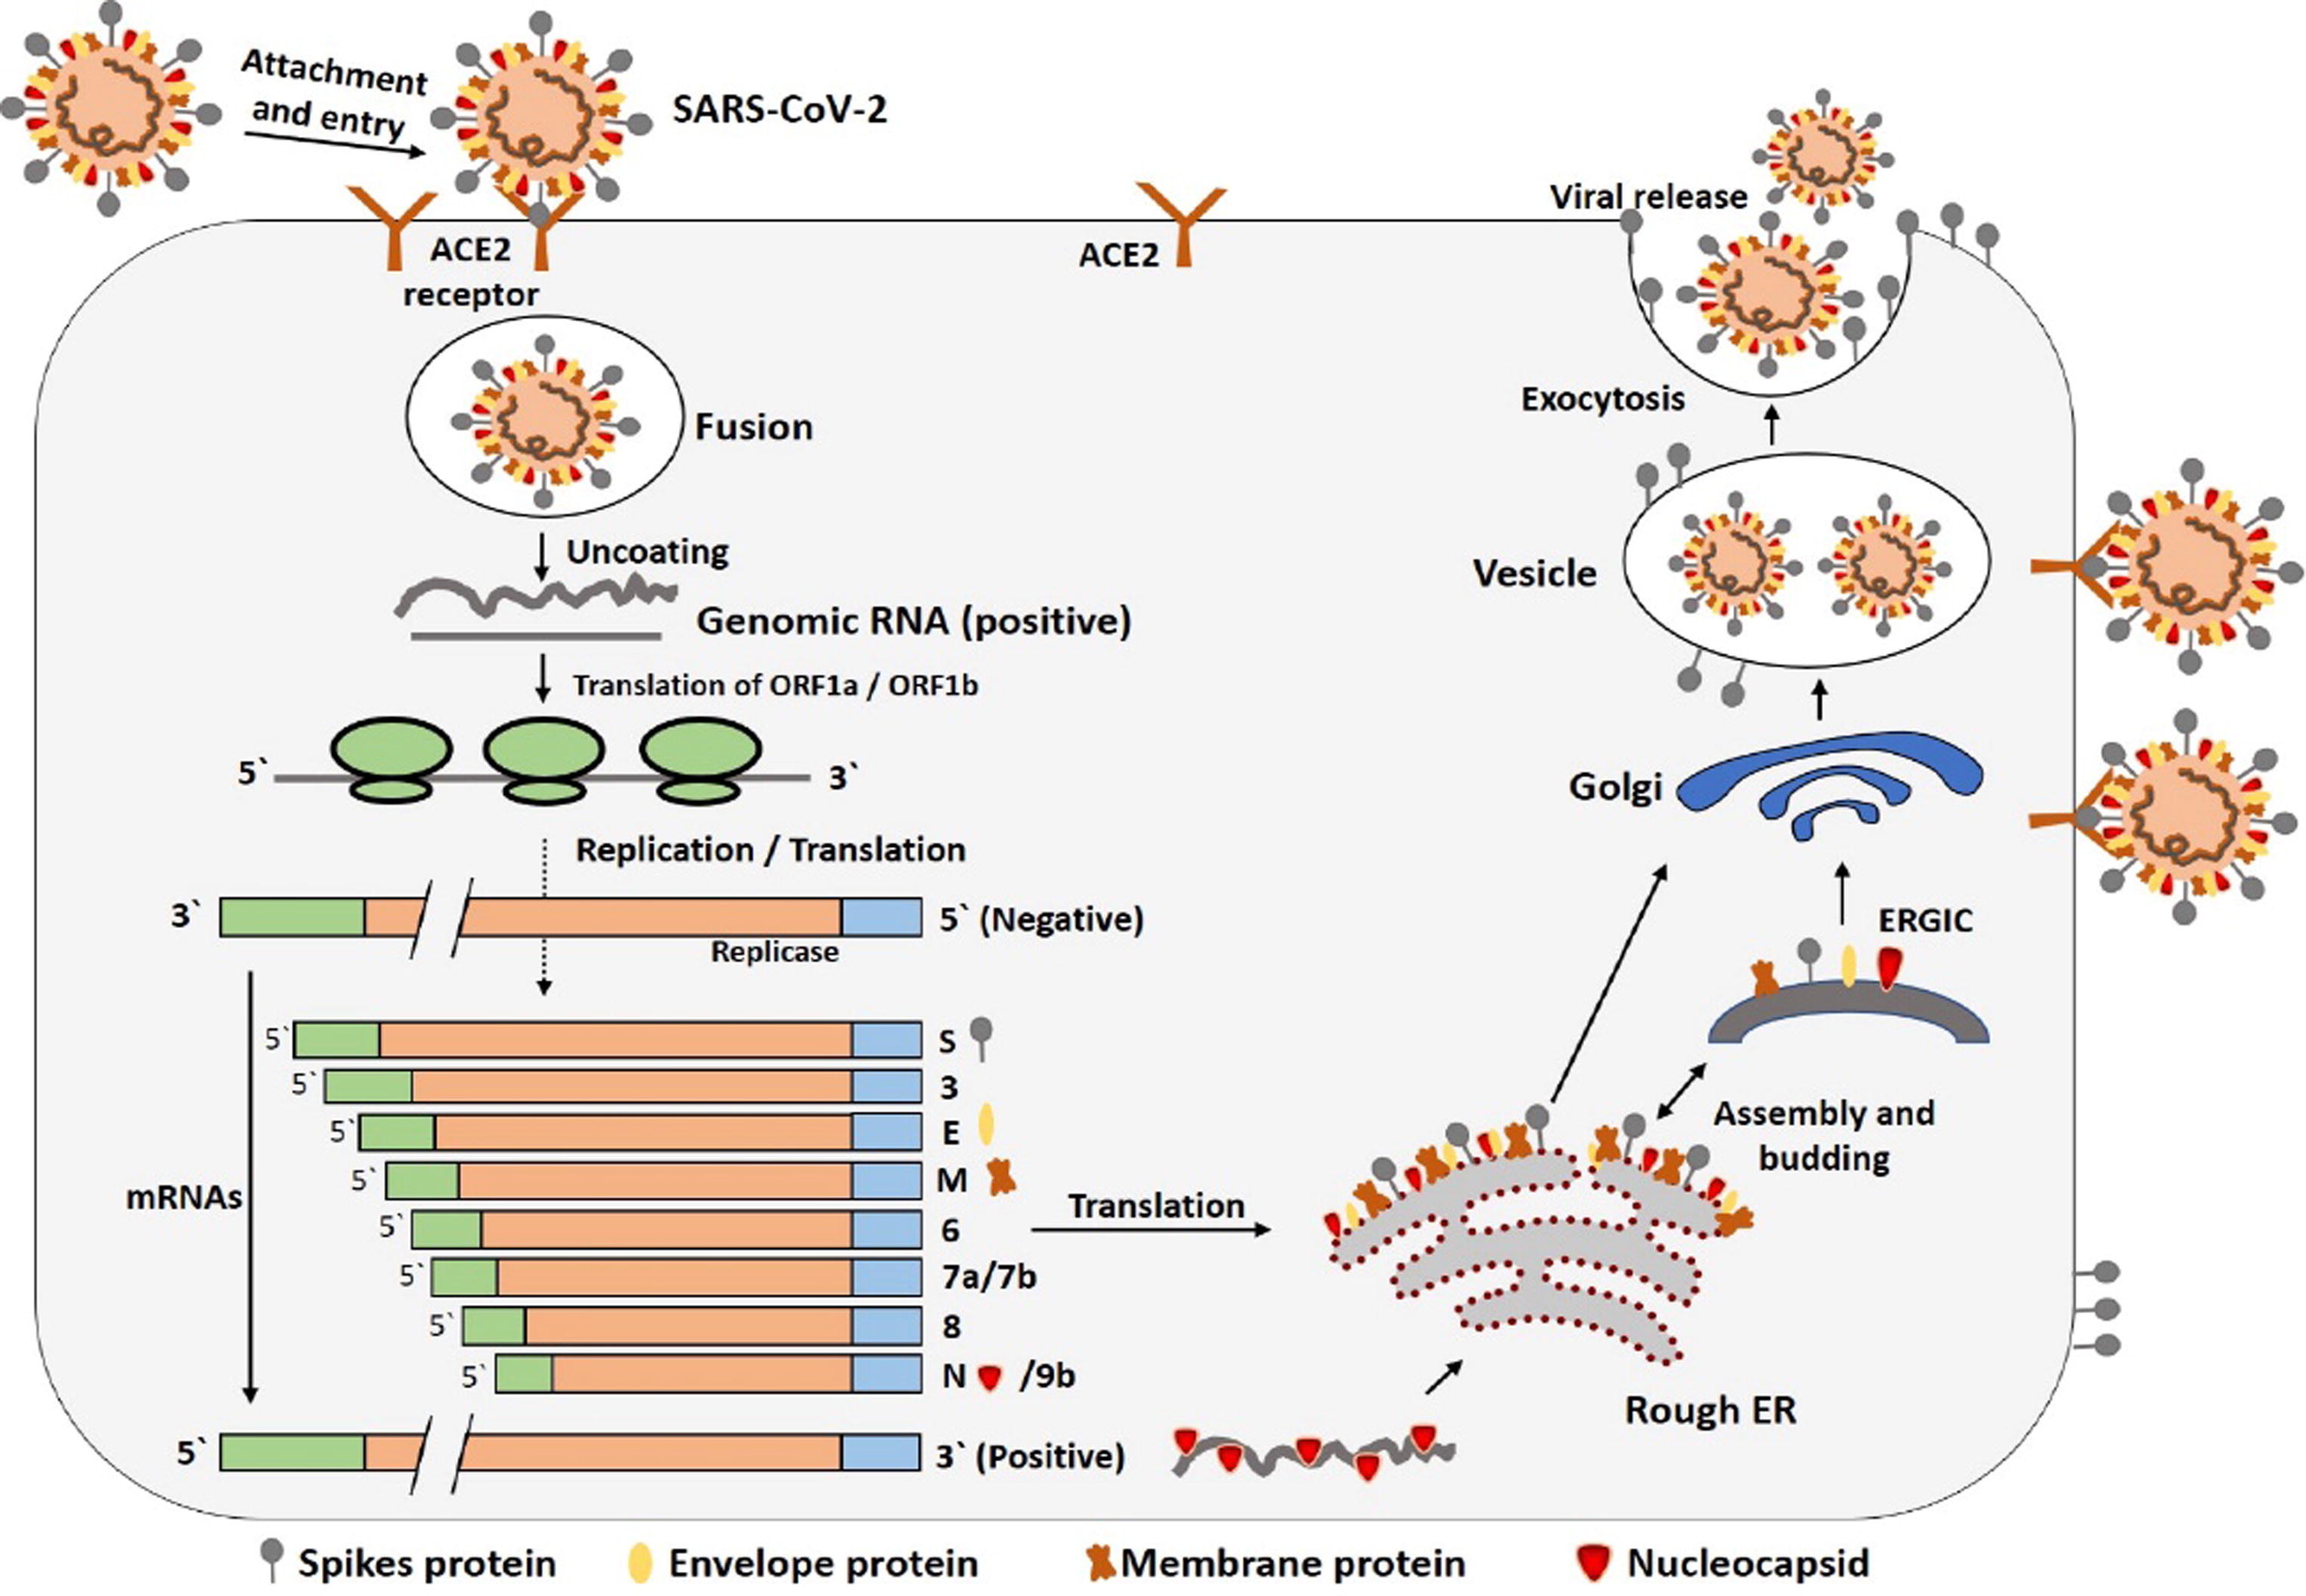 Attachment
and entry
SARS-CoV-2
ACE2
receptor
ACE2
Viral release
Fusion
Exocytosis
Uncoating
Vesicle
Genomic RNA (positive)
Translation of ORF1a / ORF1b
5` 3`
Golgi
Replication / Translation
3` 5` (Negative)
Replicase
ERGIC
5` S
5` 3
5` E
5` M
5` 6
5` 7a/7b
5` 8
5` N /9b
mRNAs
Translation
Assembly and
budding
Rough ER
5` 3` (Positive)
Spikes protein
Envelope protein
Membrane protein
Nucleocapsid